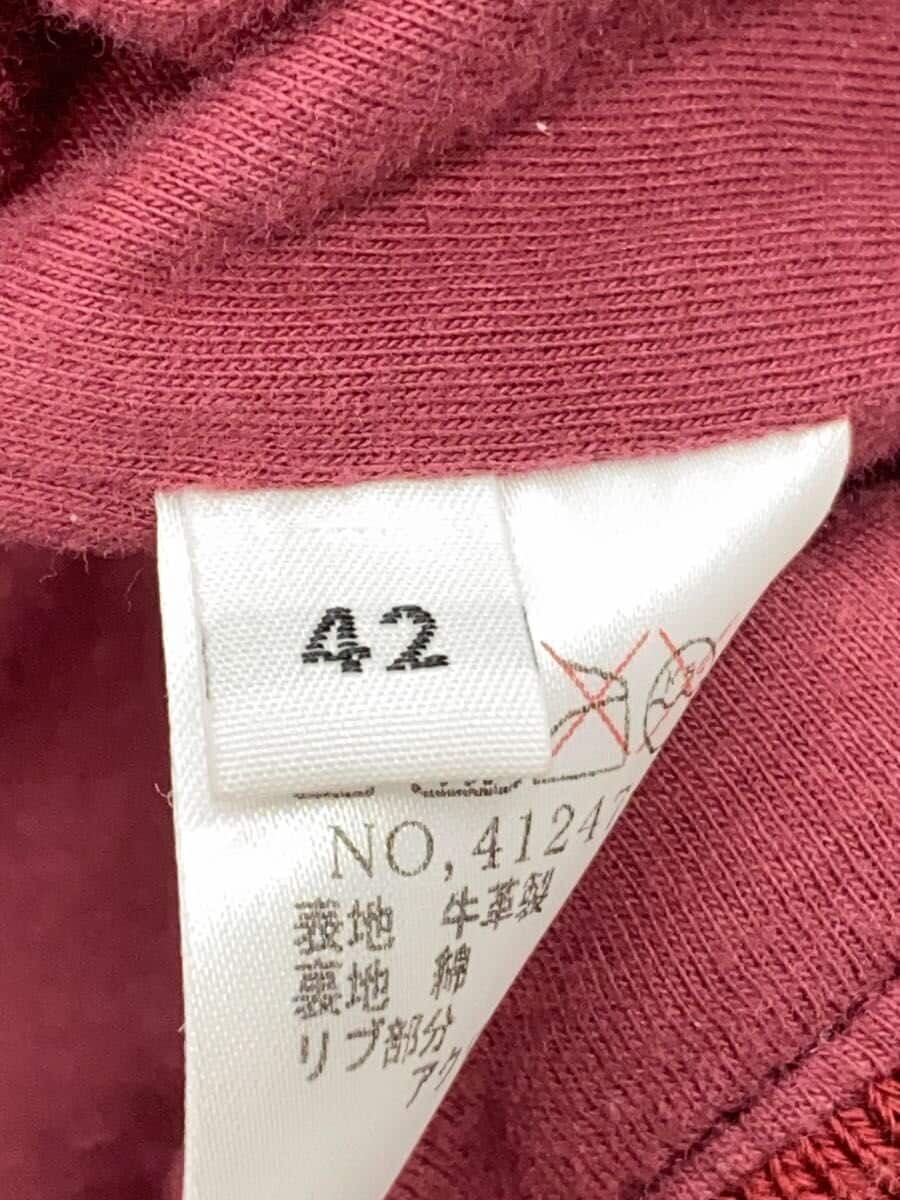 42
NO,41247
表地 牛革製
裏地 綿
リブ部分
アク